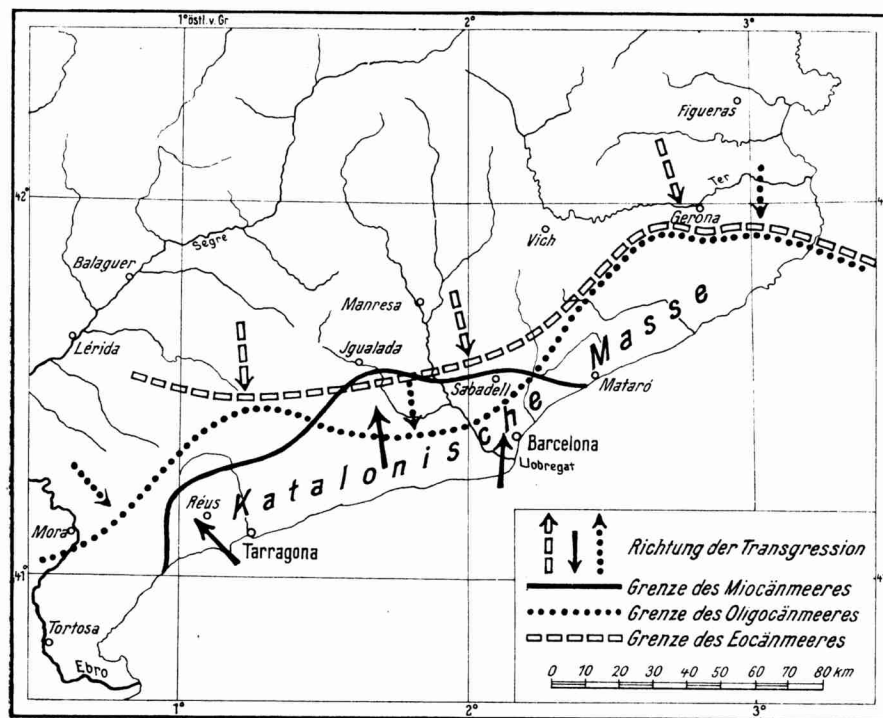 1° östl. v. Gr
2°
3°
Figueras
42°
Ter
Gerona
Vich
Segre
Balaguer
Manresa
Lérida
Jgualada
Sabadell
Mataró
Katalonische Masse
Barcelona
Llobregat
Réus
Mora
Tarragona
41°
Tortosa
Ebro
Richtung der Transgression
Grenze des Miocänmeeres
Grenze des Oligocänmeeres
Grenze des Eocänmeeres
0 10 20 30 40 50 60 70 80 km
1°
2°
3°